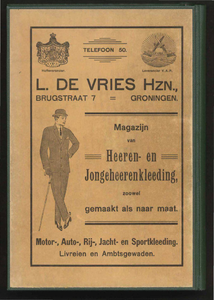 TELEFOON 50.
L. DE VRIES HZN.,
BRUGSTRAAT 7 = GRONINGEN.
Magazijn
van
Heeren- en
Jongeheerenkleeding,
zoowel
gemaakt als naar maat.
Motor-, Auto-, Rij-, Jacht- en Sportkleeding.
Livreien en Ambtsgewaden.